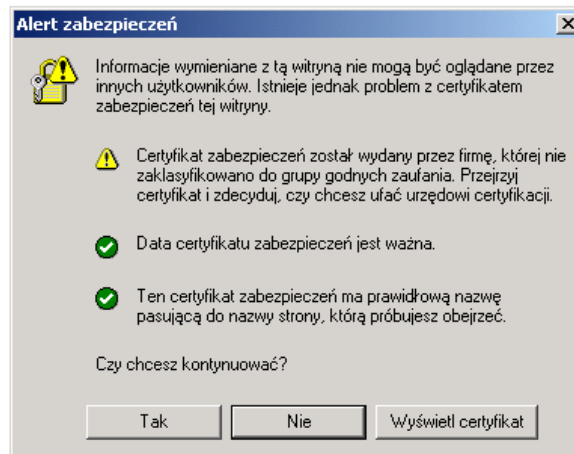 Alert zabezpieczeń
Informacje wymieniane z tą witryną nie mogą być oglądane przez
innych użytkowników. Istnieje jednak problem z certyfikatem
zabezpieczeń tej witryny.
Certyfikat zabezpieczeń został wydany przez firmę, której nie
zaklasyfikowano do grupy godnych zaufania. Przejrzyj
certyfikat i zdecyduj, czy chcesz ufać urzędowi certyfikacji.
Data certyfikatu zabezpieczeń jest ważna.
Ten certyfikat zabezpieczeń ma prawidłową nazwę
pasującą do nazwy strony, którą próbujesz obejrzeć.
Czy chcesz kontynuować?
Tak
Nie
Wyświetl certyfikat